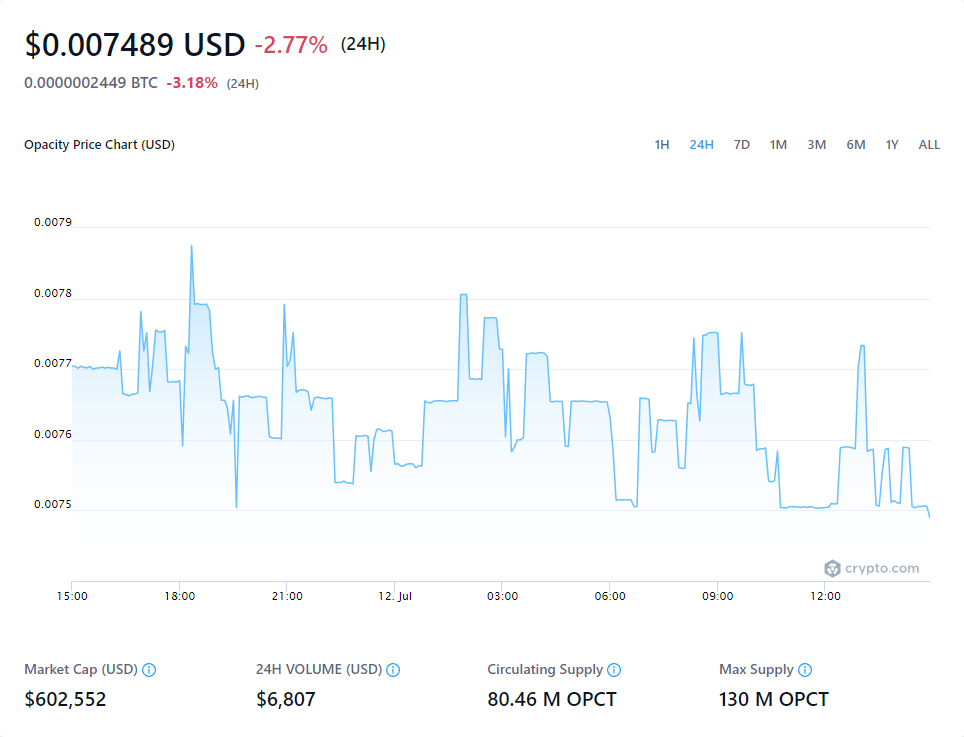 $0.007489 USD -2.77% (24H)
0.0000002449 BTC -3.18% (24H)
Opacity Price Chart (USD) 1H 24H 7D 1M 3M 6M 1Y ALL
0.0079
0.0078
0.0077
0.0076
0.0075
crypto.com
15:00 18:00 21:00 12. Jul 03:00 06:00 09:00 12:00
Market Cap (USD) 24H VOLUME (USD) Circulating Supply Max Supply
$602,552 $6,807 80.46 M OPCT 130 M OPCT